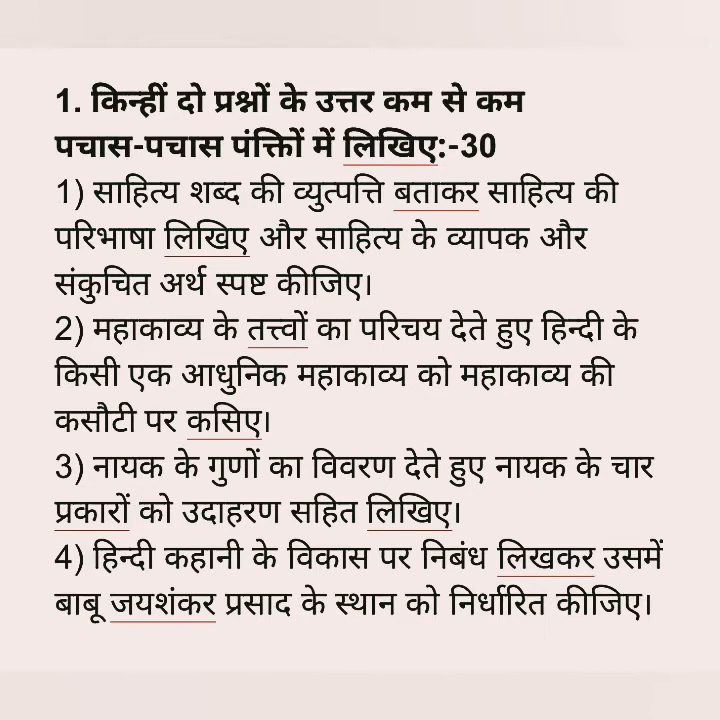 1. किन्हीं दो प्रश्नों के उत्तर कम से कम
पचास-पचास पंक्तिों में लिखिए:-30
1) साहित्य शब्द की व्युत्पत्ति बताकर साहित्य की
परिभाषा लिखिए और साहित्य के व्यापक और
संकुचित अर्थ स्पष्ट कीजिए।
2) महाकाव्य के तत्त्वों का परिचय देते हुए हिन्दी के
किसी एक आधुनिक महाकाव्य को महाकाव्य की
कसौटी पर कसिए।
3) नायक के गुणों का विवरण देते हुए नायक के चार
प्रकारों को उदाहरण सहित लिखिए।
4) हिन्दी कहानी के विकास पर निबंध लिखकर उसमें
बाबू जयशंकर प्रसाद के स्थान को निर्धारित कीजिए।